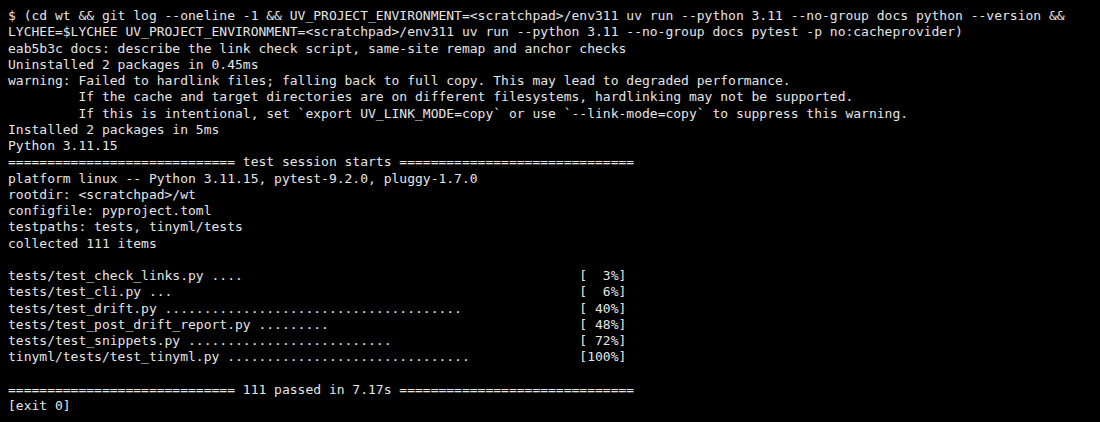 $ (cd wt && git log --oneline -1 && UV_PROJECT_ENVIRONMENT=<scratchpad>/env311 uv run --python 3.11 --no-group docs python --version &&
LYCHEE=$LYCHEE UV_PROJECT_ENVIRONMENT=<scratchpad>/env311 uv run --python 3.11 --no-group docs pytest -p no:cacheprovider)
eab5b3c docs: describe the link check script, same-site remap and anchor checks
Uninstalled 2 packages in 0.45ms
warning: Failed to hardlink files; falling back to full copy. This may lead to degraded performance.
         If the cache and target directories are on different filesystems, hardlinking may not be supported.
         If this is intentional, set `export UV_LINK_MODE=copy` or use `--link-mode=copy` to suppress this warning.
Installed 2 packages in 5ms
Python 3.11.15
============================= test session starts ==============================
platform linux -- Python 3.11.15, pytest-9.2.0, pluggy-1.7.0
rootdir: <scratchpad>/wt
configfile: pyproject.toml
testpaths: tests, tinyml/tests
collected 111 items

tests/test_check_links.py ....                                           [  3%]
tests/test_cli.py ...                                                    [  6%]
tests/test_drift.py ......................................               [ 40%]
tests/test_post_drift_report.py .........                                [ 48%]
tests/test_snippets.py ..........................                        [ 72%]
tinyml/tests/test_tinyml.py ...............................              [100%]

============================= 111 passed in 7.17s ==============================
[exit 0]